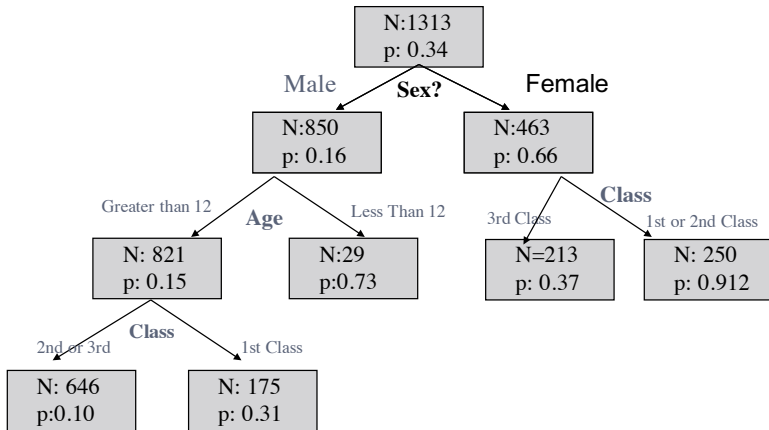 N:1313
p: 0.34
Male
Sex?
Female
N:850
p: 0.16
N:463
p: 0.66
Greater than 12
Age
Less Than 12
3rd Class
Class
1st or 2nd Class
N: 821
p: 0.15
N:29
p:0.73
N=213
p: 0.37
N: 250
p: 0.912
2nd or 3rd
Class
1st Class
N: 646
p:0.10
N: 175
p: 0.31